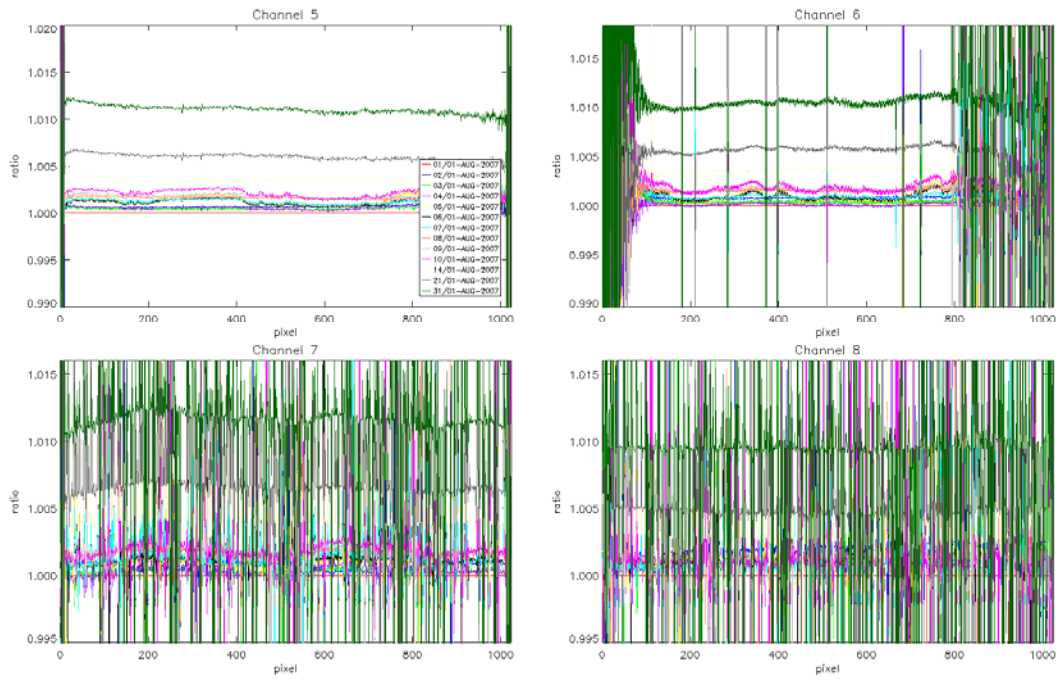 Channel 5
1.020
1.015
1.010
1.005
1.000
0.995
0.990
ratio
0 200 400 600 800 1000
pixel
01/01-AUG-2007
02/01-AUG-2007
03/01-AUG-2007
04/01-AUG-2007
05/01-AUG-2007
06/01-AUG-2007
07/01-AUG-2007
08/01-AUG-2007
09/01-AUG-2007
10/01-AUG-2007
14/01-AUG-2007
21/01-AUG-2007
31/01-AUG-2007
Channel 6
1.015
1.010
1.005
1.000
0.995
0.990
ratio
0 200 400 600 800 1000
pixel
Channel 7
1.015
1.010
1.005
1.000
0.995
ratio
0 200 400 600 800 1000
pixel
Channel 8
1.015
1.010
1.005
1.000
0.995
ratio
0 200 400 600 800 1000
pixel